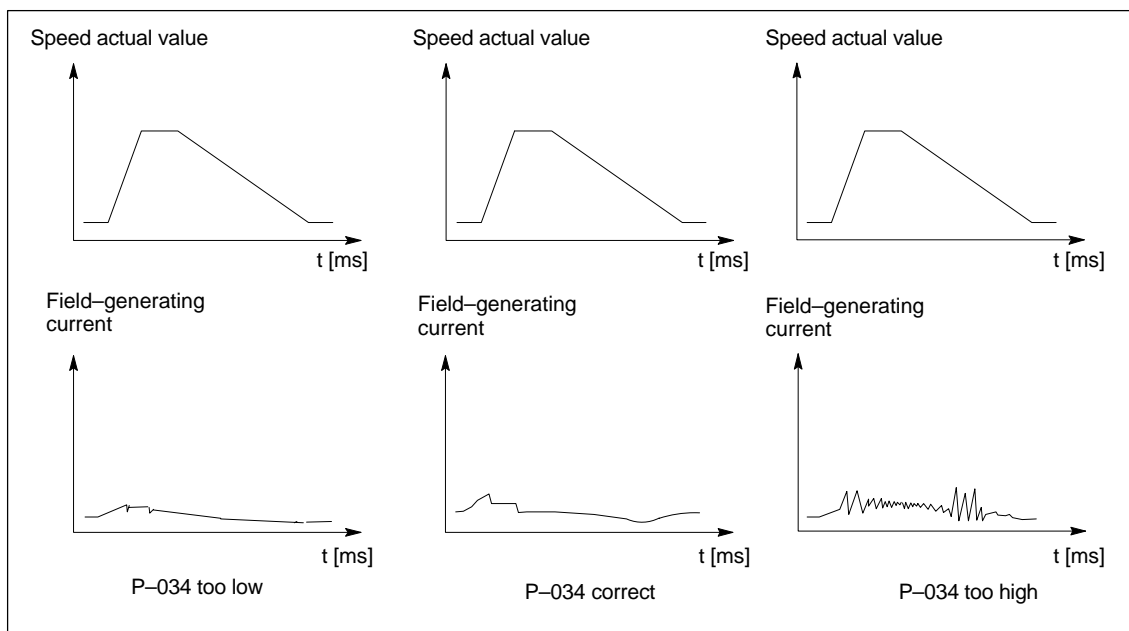 Speed actual value
Speed actual value
Speed actual value
t [ms]
t [ms]
t [ms]
Field–generating
current
Field–generating
current
Field–generating
current
t [ms]
t [ms]
t [ms]
P–034 too low
P–034 correct
P–034 too high